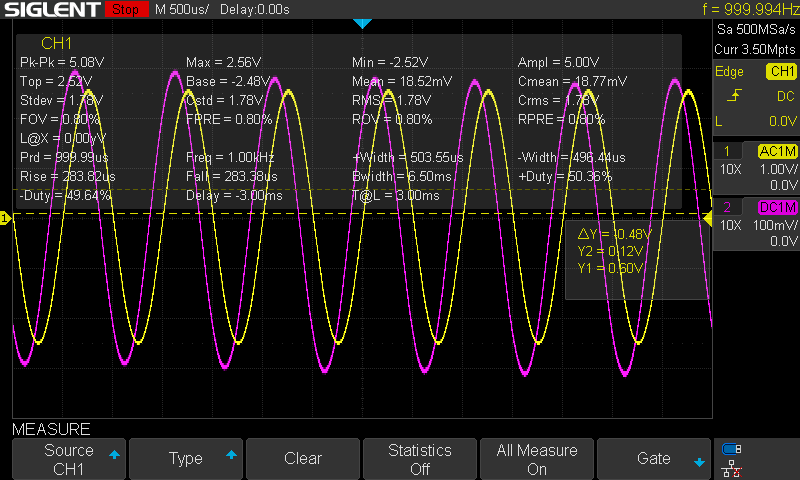 SIGLENT Stop M 500us/ Delay:0.00s f = 999.994Hz
Sa 500MSa/s
Curr 3.50Mpts
CH1
Pk-Pk = 5.08V Max = 2.56V Min = -2.52V Ampl = 5.00V
Top = 2.52V Base = -2.48V Mean = 18.52mV Cmean = 18.77mV
Stdev = 1.78V Cstd = 1.78V RMS = 1.78V Crms = 1.78V
FOV = 0.80% FPRE = 0.80% ROV = 0.80% RPRE = 0.80%
L@X = 0.00yV
Prd = 999.99us Freq = 1.00kHz +Width = 503.55us -Width = 496.44us
Rise = 283.82us Fall = 283.38us Bwidth = 6.50ms +Duty = 50.36%
-Duty = 49.64% Delay = -3.00ms T@L = 3.00ms
Edge CH1
DC
L 0.0V
1 AC1M
10X 1.00V/
0.0V
2 DC1M
10X 100mV/
0.0V
1
△Y = -0.48V
Y2 = 0.12V
Y1 = 0.60V
MEASURE
Source
CH1
Type
Clear
Statistics
Off
All Measure
On
Gate